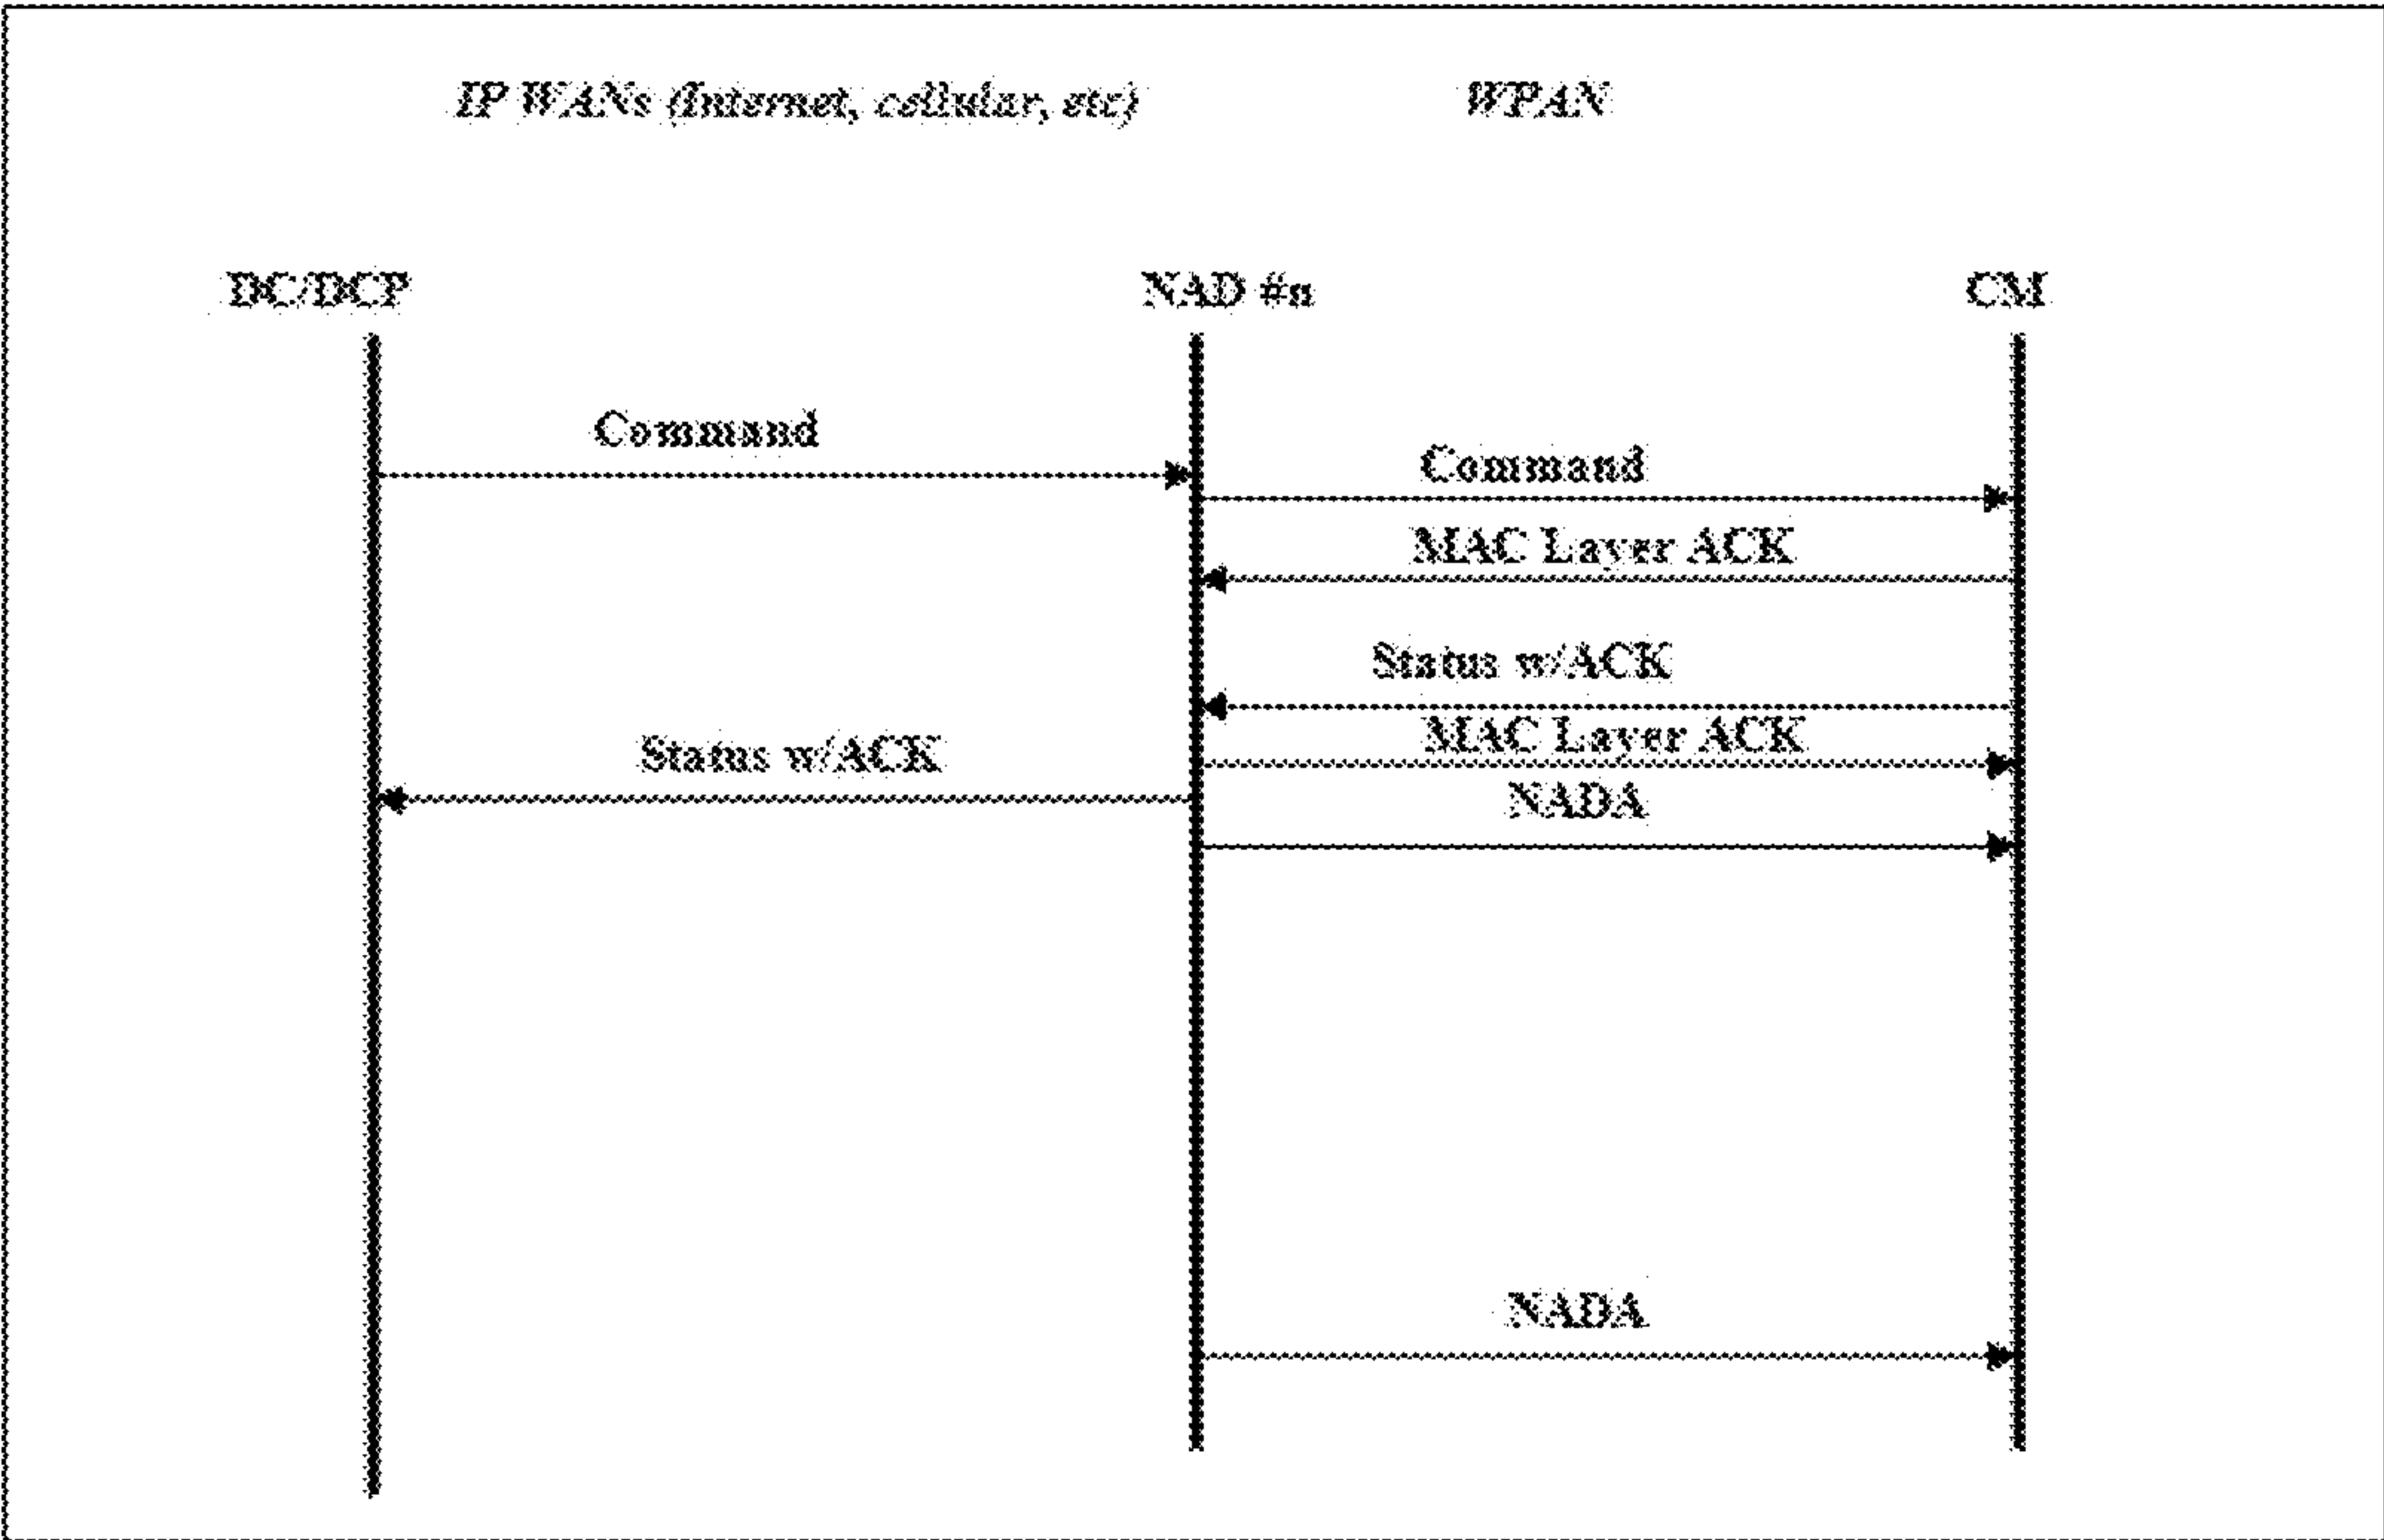 IP WANs (Internet, cellular, etc)
WPAN
DC/DCP
NAD #n
CM
Command
Command
MAC Layer ACK
Status w/ACK
MAC Layer ACK
Status w/ACK
NADA
NADA